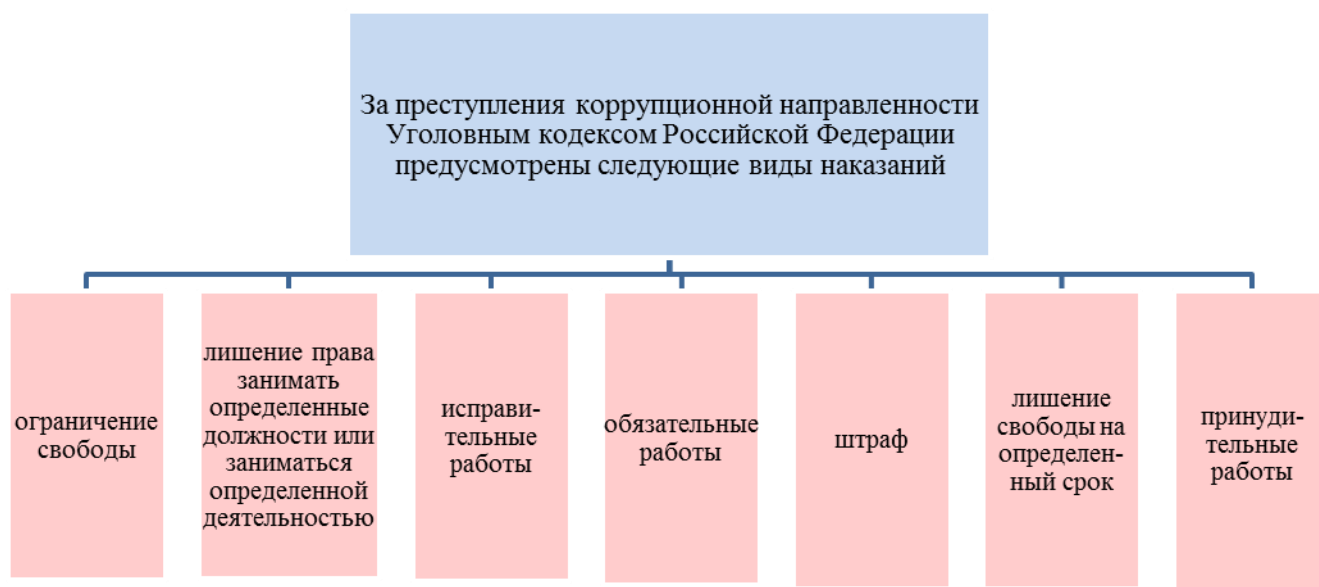 За преступления коррупционной направленности
Уголовным кодексом Российской Федерации
предусмотрены следующие виды наказаний
ограничение
свободы
лишение права
занимать
определенные
должности или
заниматься
определенной
деятельностью
исправи-
тельные
работы
обязательные
работы
штраф
лишение
свободы на
определен-
ный срок
принуди-
тельные
работы